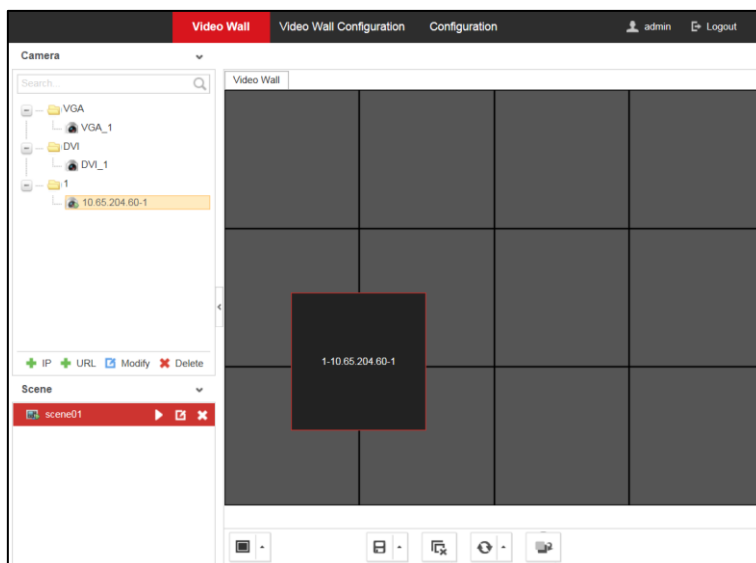 Video Wall Video Wall Configuration Configuration admin Logout
Camera
Search...
Video Wall
VGA
VGA_1
DVI
DVI_1
1
10.65.204.60-1
1-10.65.204.60-1
IP URL Modify Delete
Scene
scene01
2